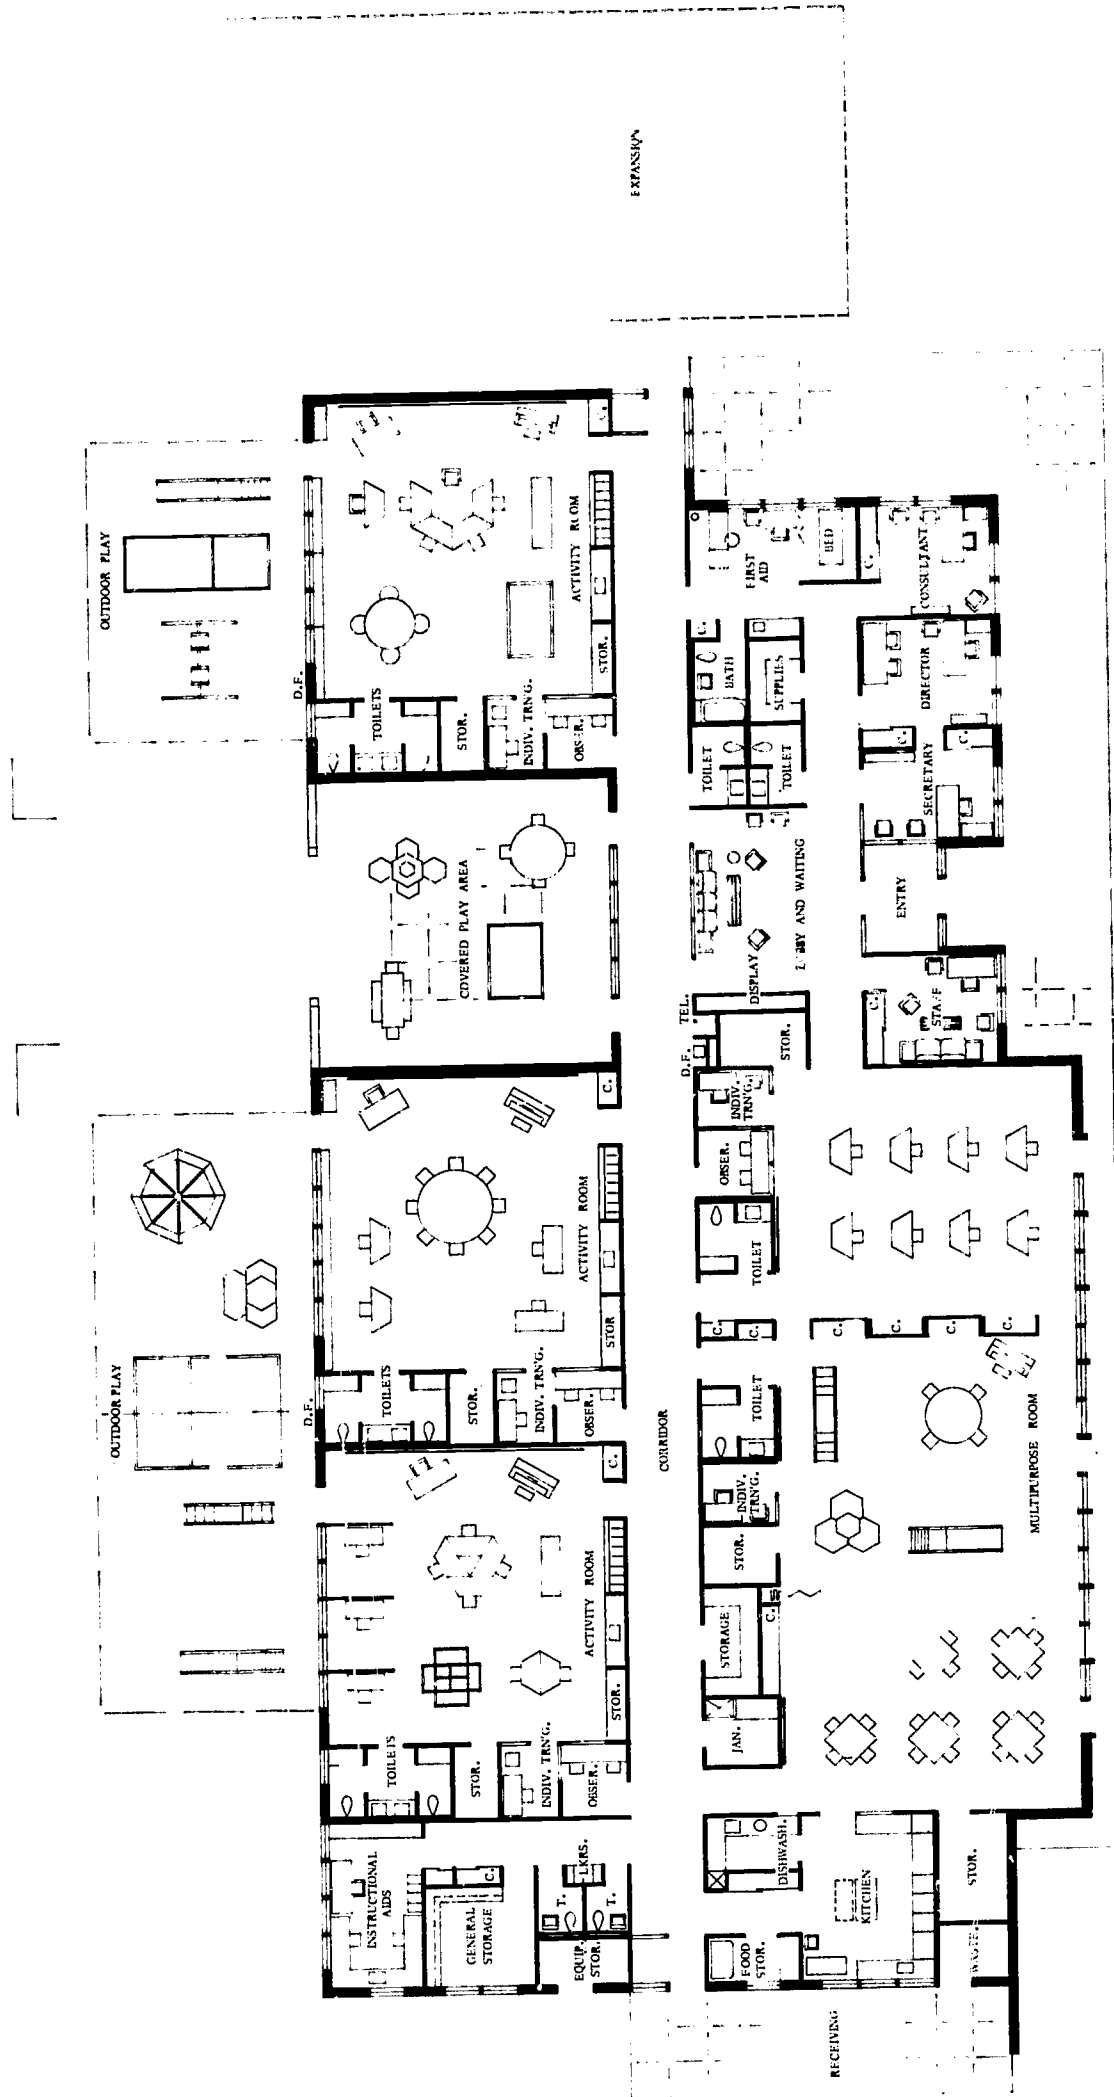 OUTDOOR PLAY
OUTDOOR PLAY
D.F.
D.F.
INSTRUCTIONAL
AIDS
TOILETS
TOILETS
TOILETS
GENERAL
STORAGE
C.
STOR.
STOR.
COVERED PLAY AREA
STOR.
INDIV. TRN'G.
INDIV. TRN'G.
INDIV. TRN'G.
EQUIP.
STOR.
T.
T.
LKRS.
OBSER.
ACTIVITY ROOM
OBSER.
ACTIVITY ROOM
OBSER.
ACTIVITY ROOM
STOR.
C.
STOR
C.
STOR.
C.
EXPANSION
CORRIDOR
D.F.
TEL.
FOOD
STOR.
DISHWASH.
JAN.
STORAGE
C.
STOR.
INDIV.
TRN'G.
TOILET
C.
C.
TOILET
OBSER.
INDIV.
TRN'G.
STOR.
DISPLAY
LOBBY AND WAITING
TOILET
TOILET
BATH
SUPPLIES
C.
FIRST
AID
BED
RECEIVING
KITCHEN
C.
C.
C.
C.
C.
STAFF
ENTRY
SECRETARY
C.
C.
DIRECTOR
C.
CONSULTANT
WASTE.
STOR.
MULTIPURPOSE ROOM